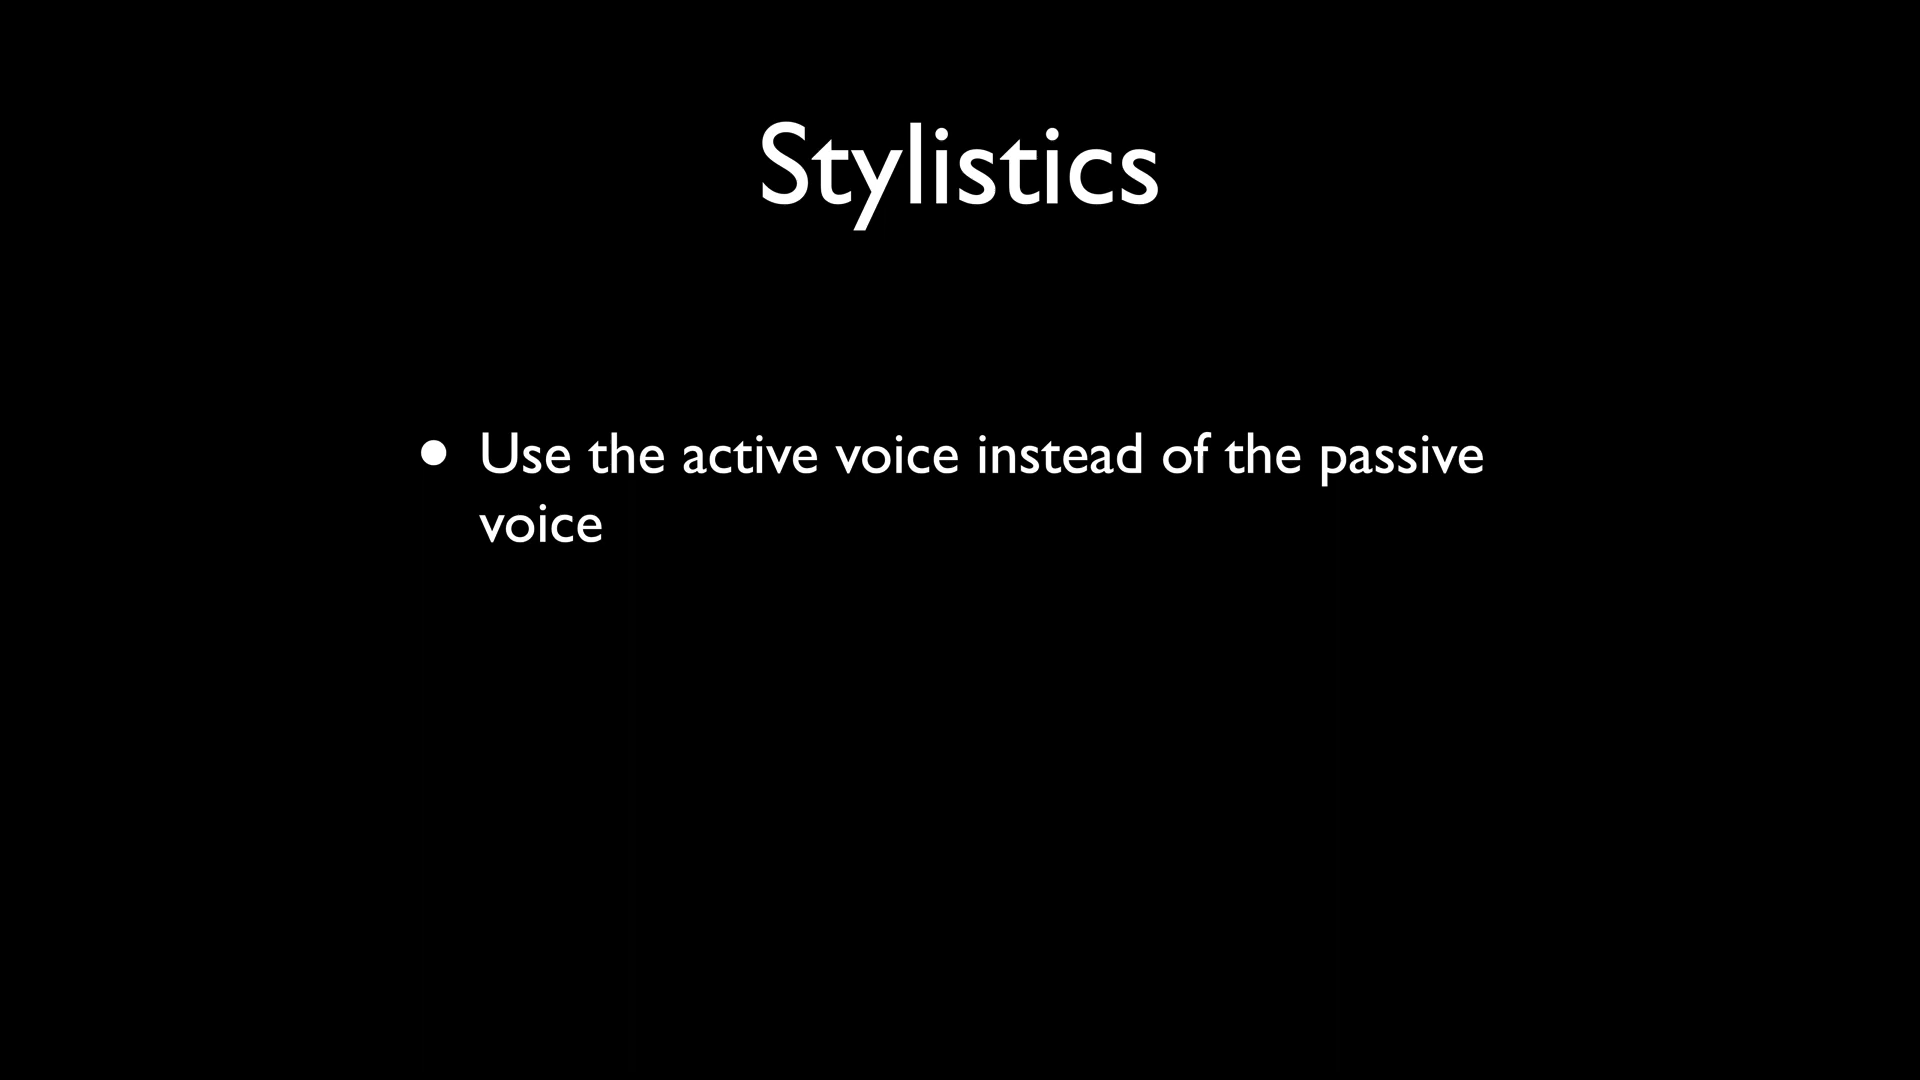 Stylistics
• Use the active voice instead of the passive
voice